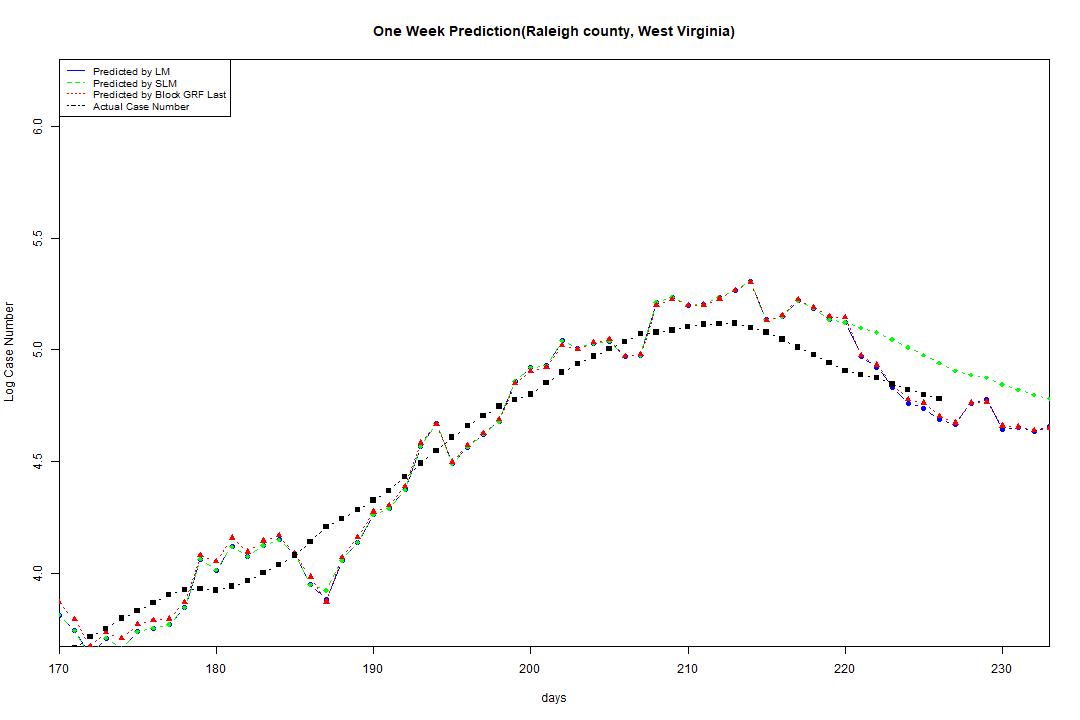 One Week Prediction(Raleigh county, West Virginia)
Predicted by LM
Predicted by SLM
Predicted by Block GRF Last
Actual Case Number
6.0
5.5
5.0
4.5
4.0
Log Case Number
170 180 190 200 210 220 230
days